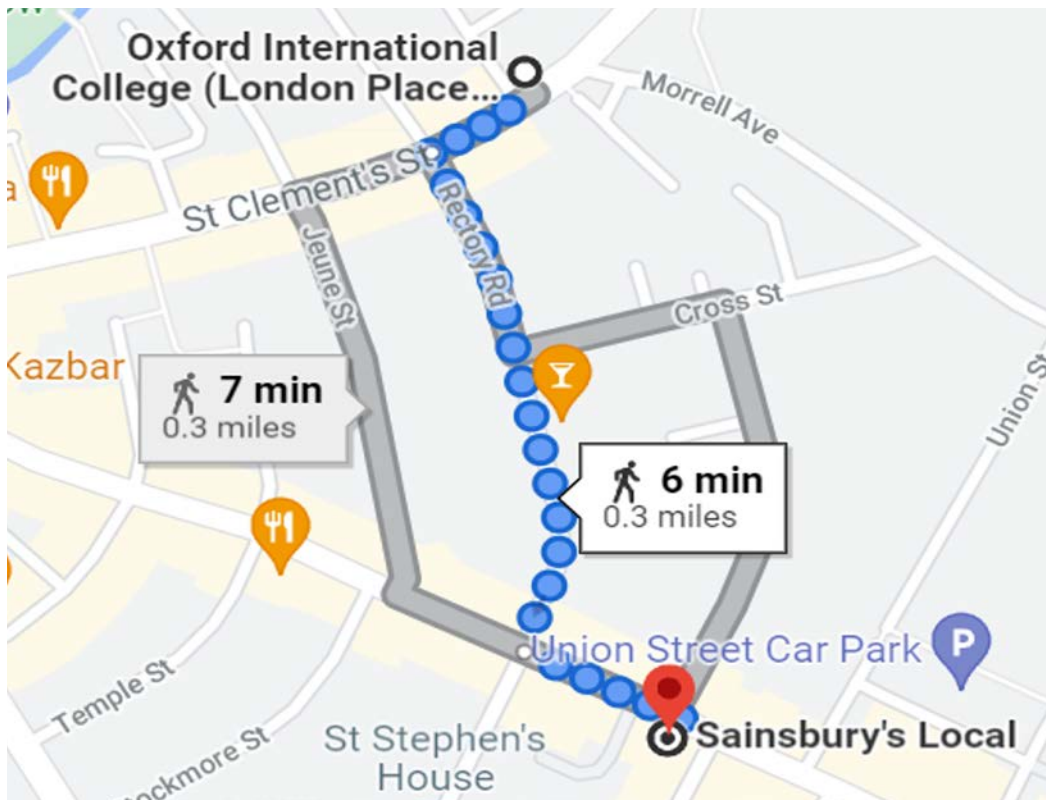 Oxford International
College (London Place...
Morrell Ave
St Clement's St
Rectory Rd
Jeune St
Cross St
Kazbar
7 min
0.3 miles
Union St
6 min
0.3 miles
Union Street Car Park
P
Temple St
St Stephen's
House
Sainsbury's Local